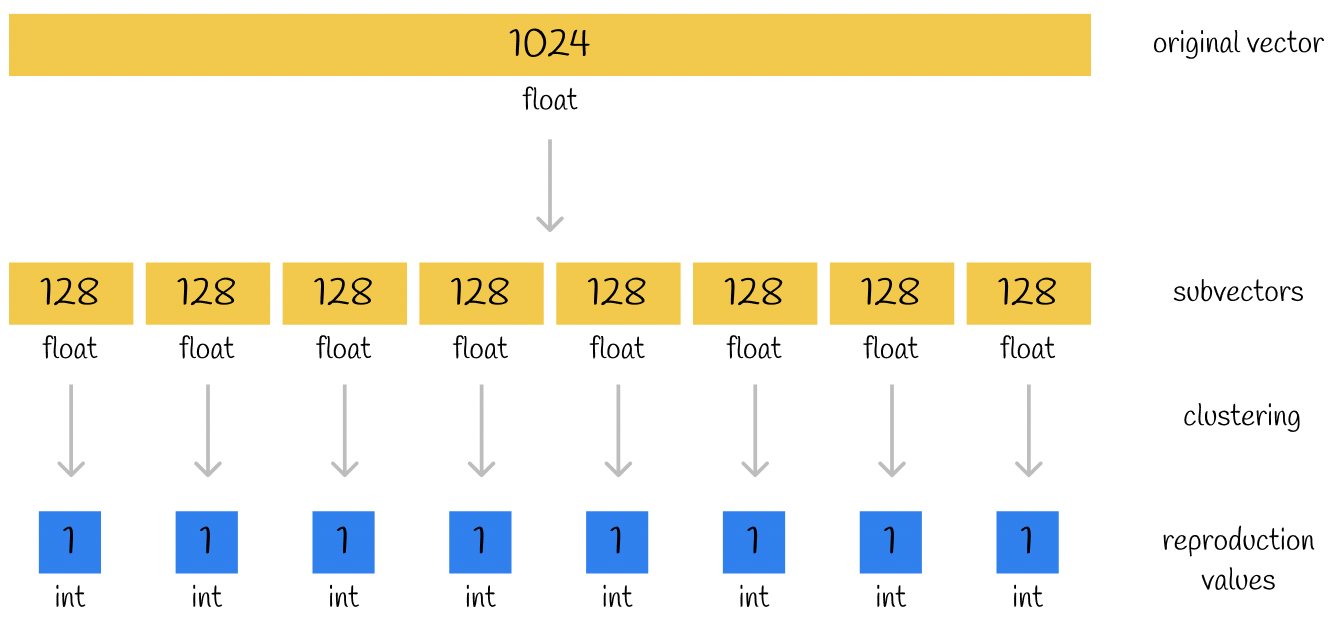 1024
original vector
float
128 128 128 128 128 128 128 128
subvectors
float float float float float float float float
clustering
1 1 1 1 1 1 1 1
reproduction
values
int int int int int int int int